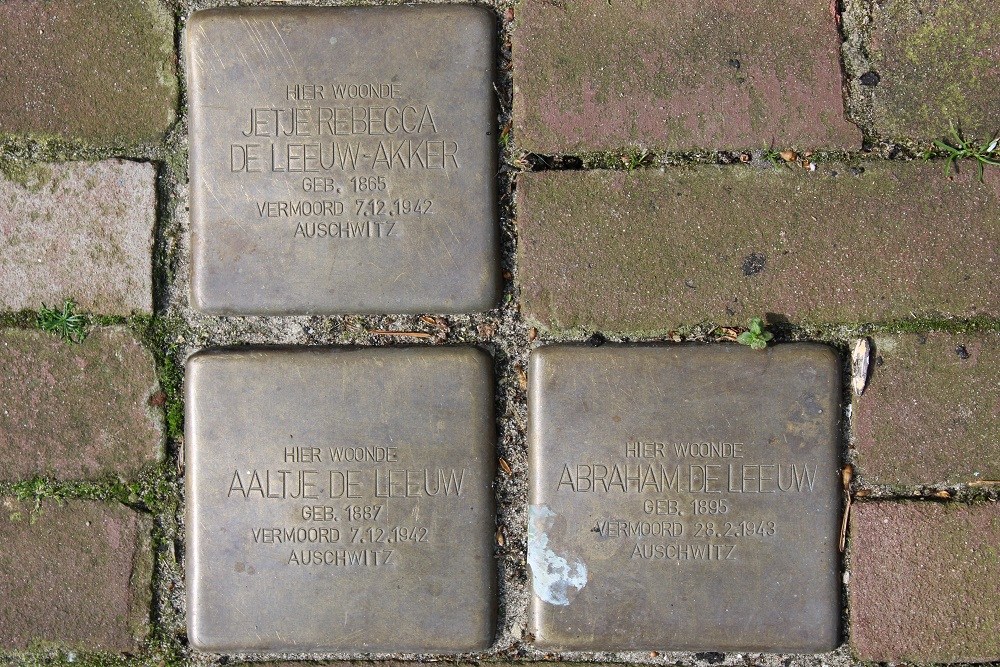 HIER WOONDE
JETJE REBECCA
DE LEEUW-AKKER
GEB. 1865
VERMOORD 7.12.1942
AUSCHWITZ
HIER WOONDE
AALTJE DE LEEUW
GEB. 1887
VERMOORD 7.12.1942
AUSCHWITZ
HIER WOONDE
ABRAHAM DE LEEUW
GEB. 1895
VERMOORD 28.2.1943
AUSCHWITZ